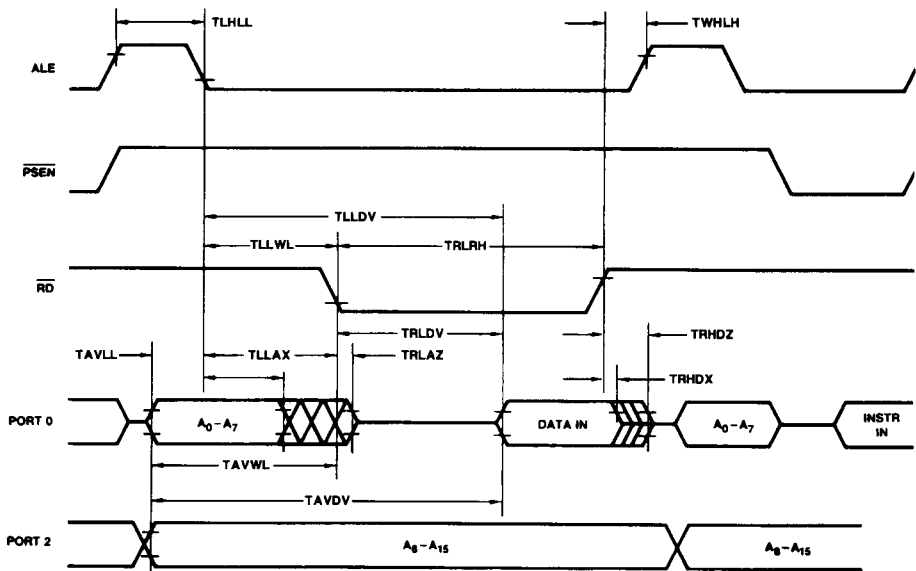 TLHLL
TWHLH
ALE
PSEN
TLLDV
TLLWL
TRLRH
RD
TRLDV
TRHDZ
TAVLL
TLLAX
TRLAZ
TRHDX
PORT 0
A0–A7
DATA IN
A0–A7
INSTR
IN
TAVWL
TAVDV
PORT 2
A8–A15
A8–A15